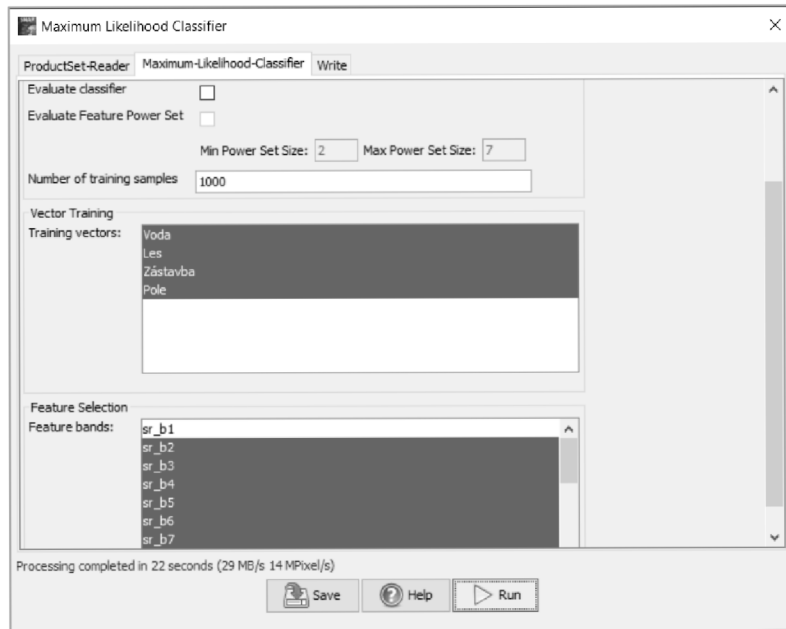 Maximum Likelihood Classifier
ProductSet-Reader Maximum-Likelihood-Classifier Write
Evaluate classifier
Evaluate Feature Power Set
Min Power Set Size: 2 Max Power Set Size: 7
Number of training samples 1000
Vector Training
Training vectors: Voda
Les
Zástavba
Pole
Feature Selection
Feature bands: sr_b1
sr_b2
sr_b3
sr_b4
sr_b5
sr_b6
sr_b7
Processing completed in 22 seconds (29 MB/s 14 MPixel/s)
Save Help Run